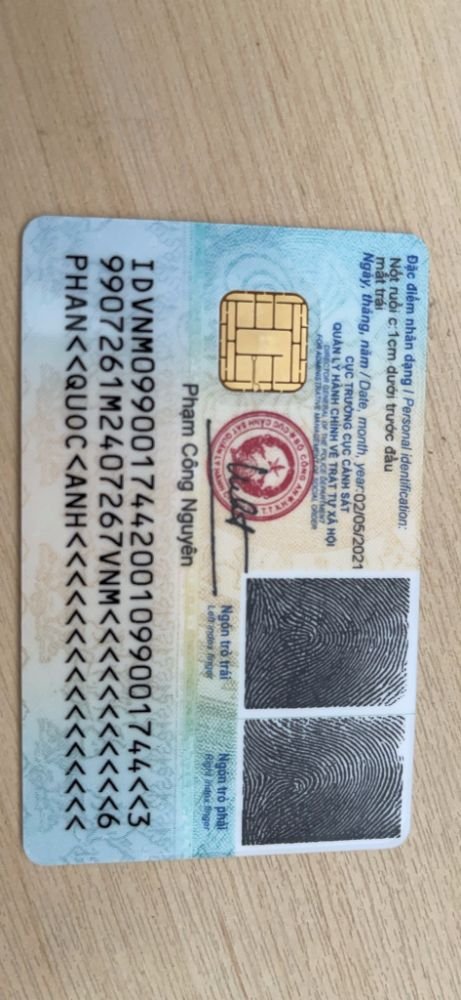 Đặc điểm nhân dạng / Personal identification:
Nốt ruồi c:1cm dưới trước đầu
mắt trái
Ngày, tháng, năm / Date, month, year:02/05/2021
CỤC TRƯỞNG CỤC CẢNH SÁT
QUẢN LÝ HÀNH CHÍNH VỀ TRẬT TỰ XÃ HỘI
DIRECTOR GENERAL OF THE POLICE DEPARTMENT
FOR ADMINISTRATIVE MANAGEMENT OF SOCIAL ORDER
BỘ CÔNG AN
Ngón trỏ trái
Left index finger
Ngón trỏ phải
Right index finger
Phạm Công Nguyên
IDVNM0990017442001099001744<<3
9907261M2407267VNM<<<<<<<<<<<6
PHAN<<QUOC<ANH<<<<<<<<<<<<<<<<